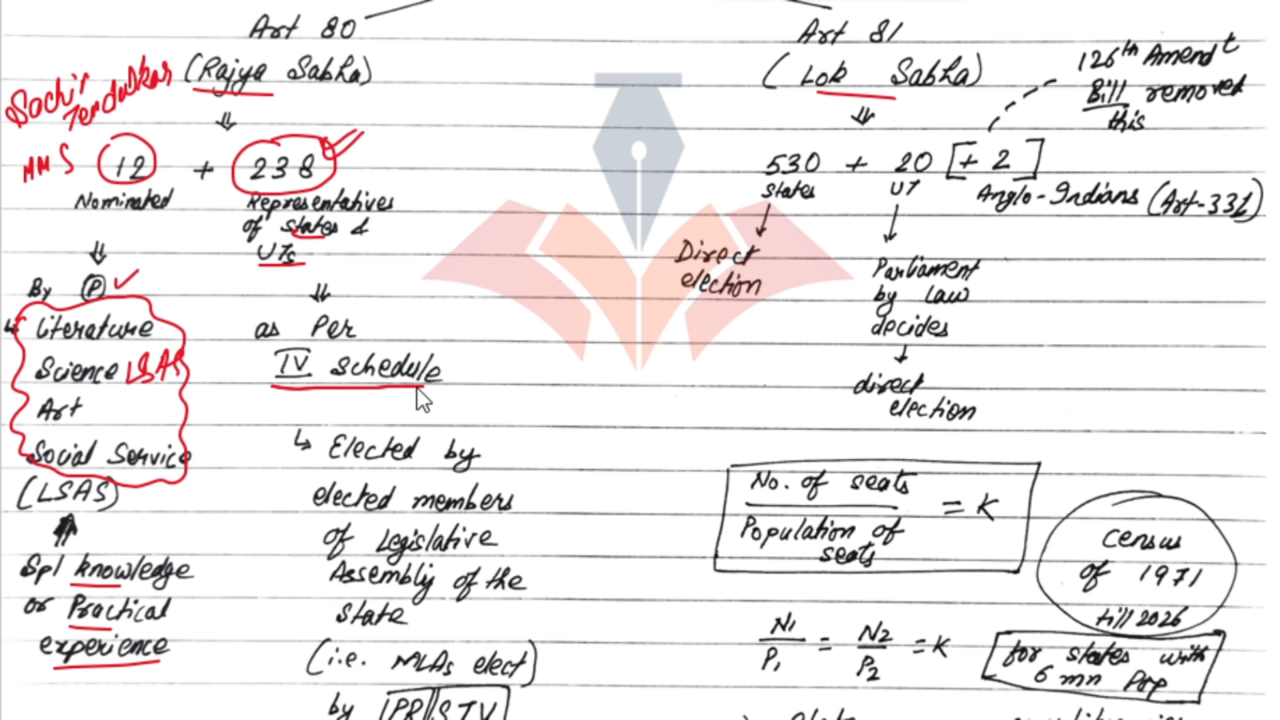 Art 80
(Rajya Sabha)
Sachin
Tendulkar
MMS
12 + 238
Nominated
Representatives
of states &
UTs
By P
Literature
Science LSAS
Art
Social Service
(LSAS)
Spl knowledge
or Practical
experience
as Per
IV Schedule
↳ Elected by
elected members
of Legislative
Assembly of the
state
(i.e. MLAs elect)
by PR STV
Art 81
(Lok Sabha)
126th Amendt
Bill removed
this
530 + 20 [+ 2]
states UT Anglo-Indians (Art-331)
Direct
election
Parliament
by law
decides
direct
election
No. of seats
Population of
seats
= K
Census
of 1971
till 2026
N1/P1 = N2/P2 = K
for states with
6 mn Pop